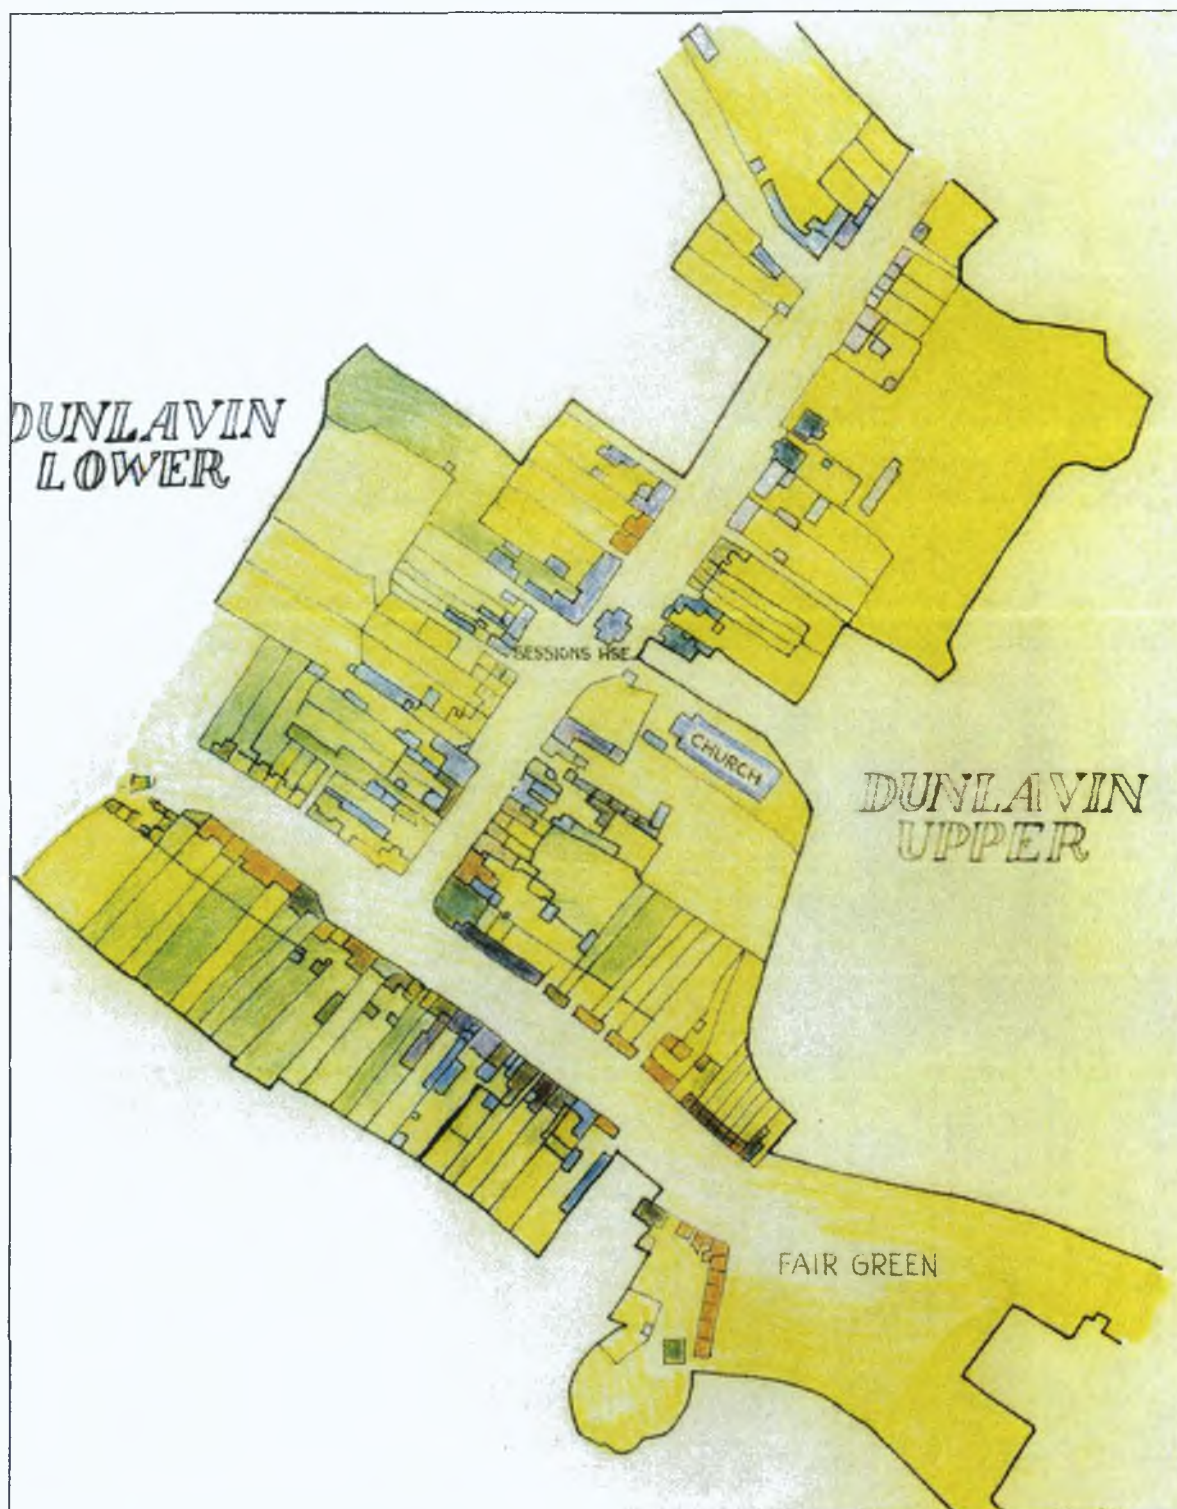 DUNLAVIN
LOWER
SESSIONS HSE
CHURCH
DUNLAVIN
UPPER
FAIR GREEN